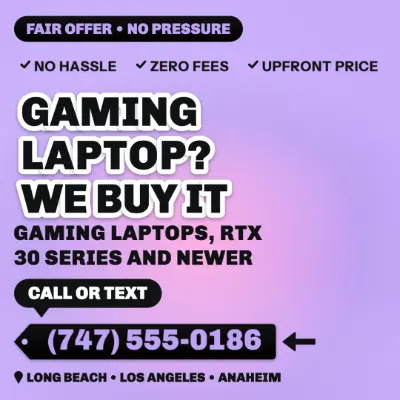 FAIR OFFER • NO PRESSURE
NO HASSLE ZERO FEES UPFRONT PRICE
GAMING
LAPTOP?
WE BUY IT
GAMING LAPTOPS, RTX
30 SERIES AND NEWER
CALL OR TEXT
(747) 555-0186
LONG BEACH • LOS ANGELES • ANAHEIM